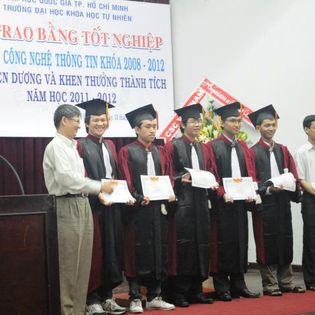 HỌC QUỐC GIA TP. HỒ CHÍ MINH
TRƯỜNG ĐẠI HỌC KHOA HỌC TỰ NHIÊN
TRAO BẰNG TỐT NGHIỆP
CÔNG NGHỆ THÔNG TIN KHÓA 2008 - 2012
DƯƠNG VÀ KHEN THƯỞNG THÀNH TÍCH
NĂM HỌC 2011 - 2012